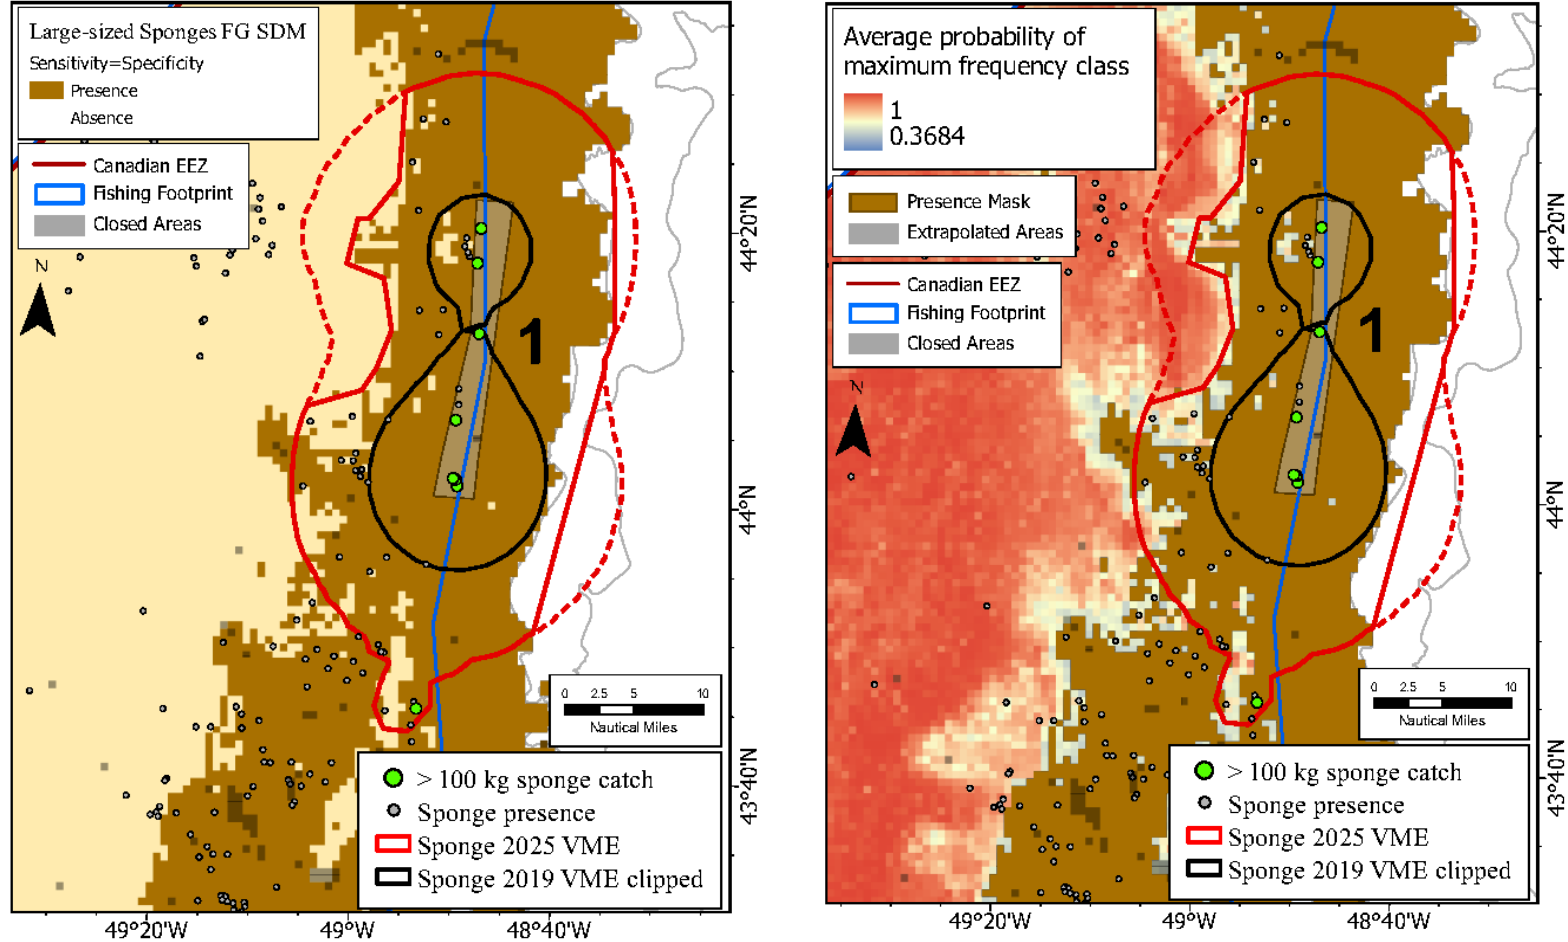 Large-sized Sponges FG SDM
Sensitivity=Specificity
Presence
Absence
Canadian EEZ
Fishing Footprint
Closed Areas
N
1
0 2.5 5 10
Nautical Miles
> 100 kg sponge catch
Sponge presence
Sponge 2025 VME
Sponge 2019 VME clipped
44°20'N
44°N
43°40'N
49°20'W 49°W 48°40'W
Average probability of
maximum frequency class
1
0.3684
Presence Mask
Extrapolated Areas
Canadian EEZ
Fishing Footprint
Closed Areas
N
1
0 2.5 5 10
Nautical Miles
> 100 kg sponge catch
Sponge presence
Sponge 2025 VME
Sponge 2019 VME clipped
44°20'N
44°N
43°40'N
49°20'W 49°W 48°40'W